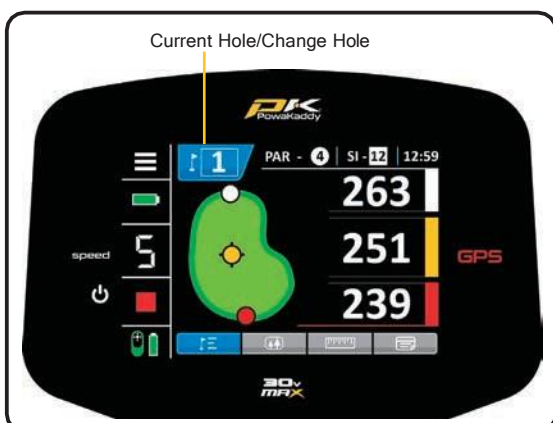 Current Hole/Change Hole
PK
PowaKaddy
1 PAR - 4 SI - 12 12:59
263
251
239
speed 5
GPS
30v
MAX